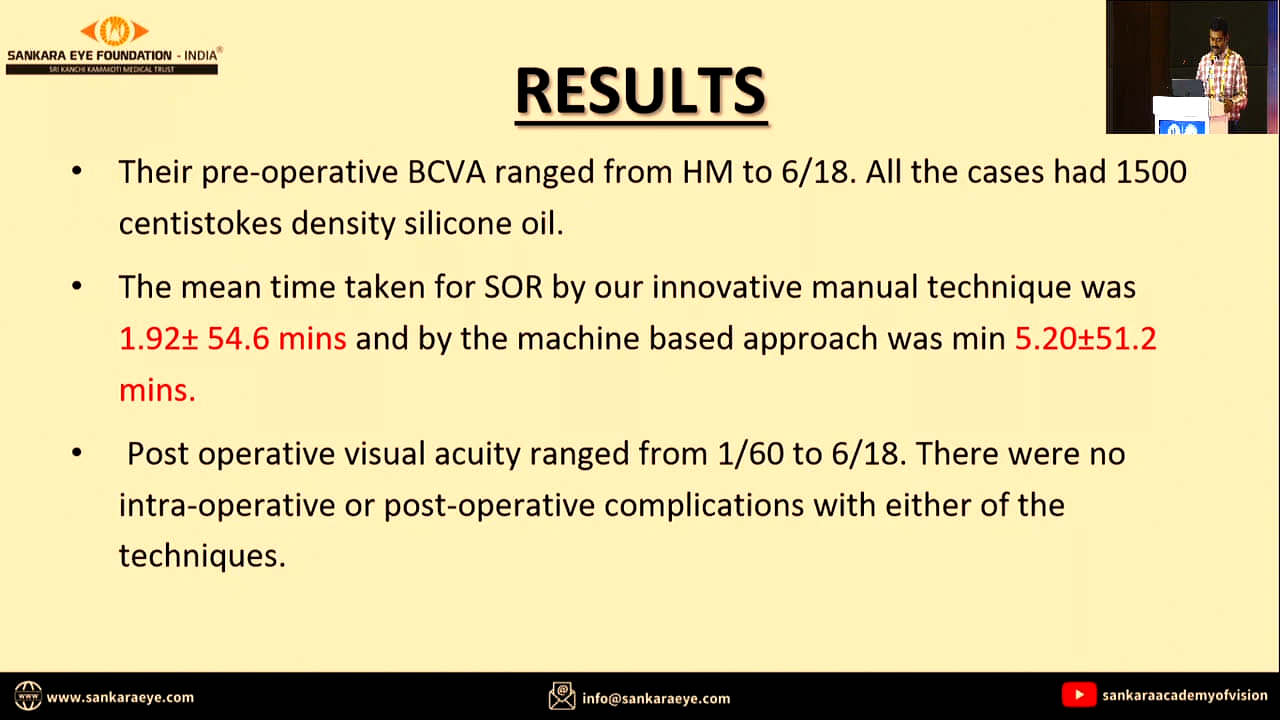 SANKARA EYE FOUNDATION - INDIA®
SRI KANCHI KAMAKOTI MEDICAL TRUST
RESULTS
• Their pre-operative BCVA ranged from HM to 6/18. All the cases had 1500
centistokes density silicone oil.
• The mean time taken for SOR by our innovative manual technique was
1.92± 54.6 mins and by the machine based approach was min 5.20±51.2
mins.
• Post operative visual acuity ranged from 1/60 to 6/18. There were no
intra-operative or post-operative complications with either of the
techniques.
www.sankaraeye.com
info@sankaraeye.com
sankaraacademyofvision